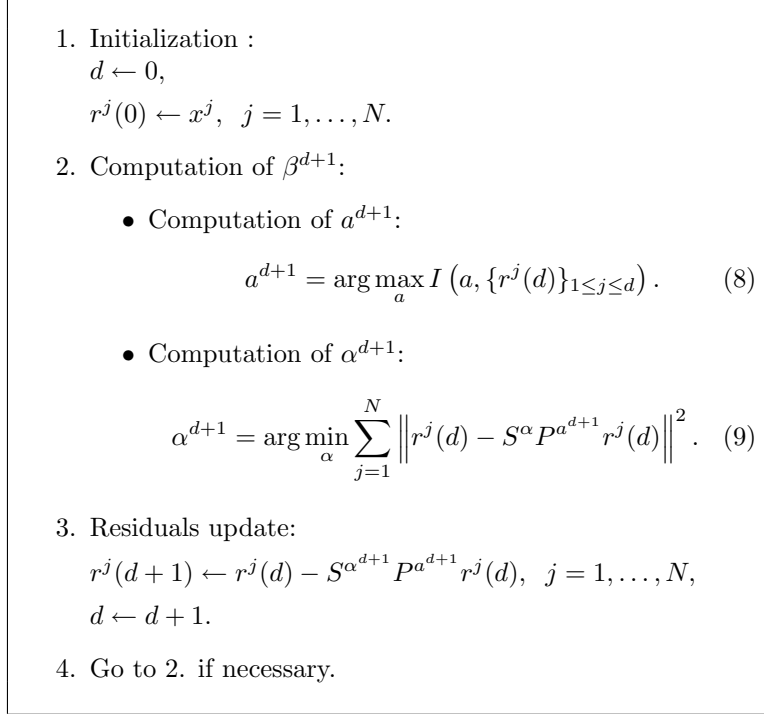 1. Initialization :
d ← 0,
r^j(0) ← x^j, j = 1, . . . , N.
2. Computation of β^{d+1}:
• Computation of a^{d+1}:
a^{d+1} = arg max_a I (a, {r^j(d)}_{1≤j≤d}) . (8)
• Computation of α^{d+1}:
α^{d+1} = arg min_α ∑_{j=1}^{N} ‖r^j(d) − S^α P^{a^{d+1}} r^j(d)‖^2 . (9)
3. Residuals update:
r^j(d + 1) ← r^j(d) − S^{α^{d+1}} P^{a^{d+1}} r^j(d), j = 1, . . . , N,
d ← d + 1.
4. Go to 2. if necessary.